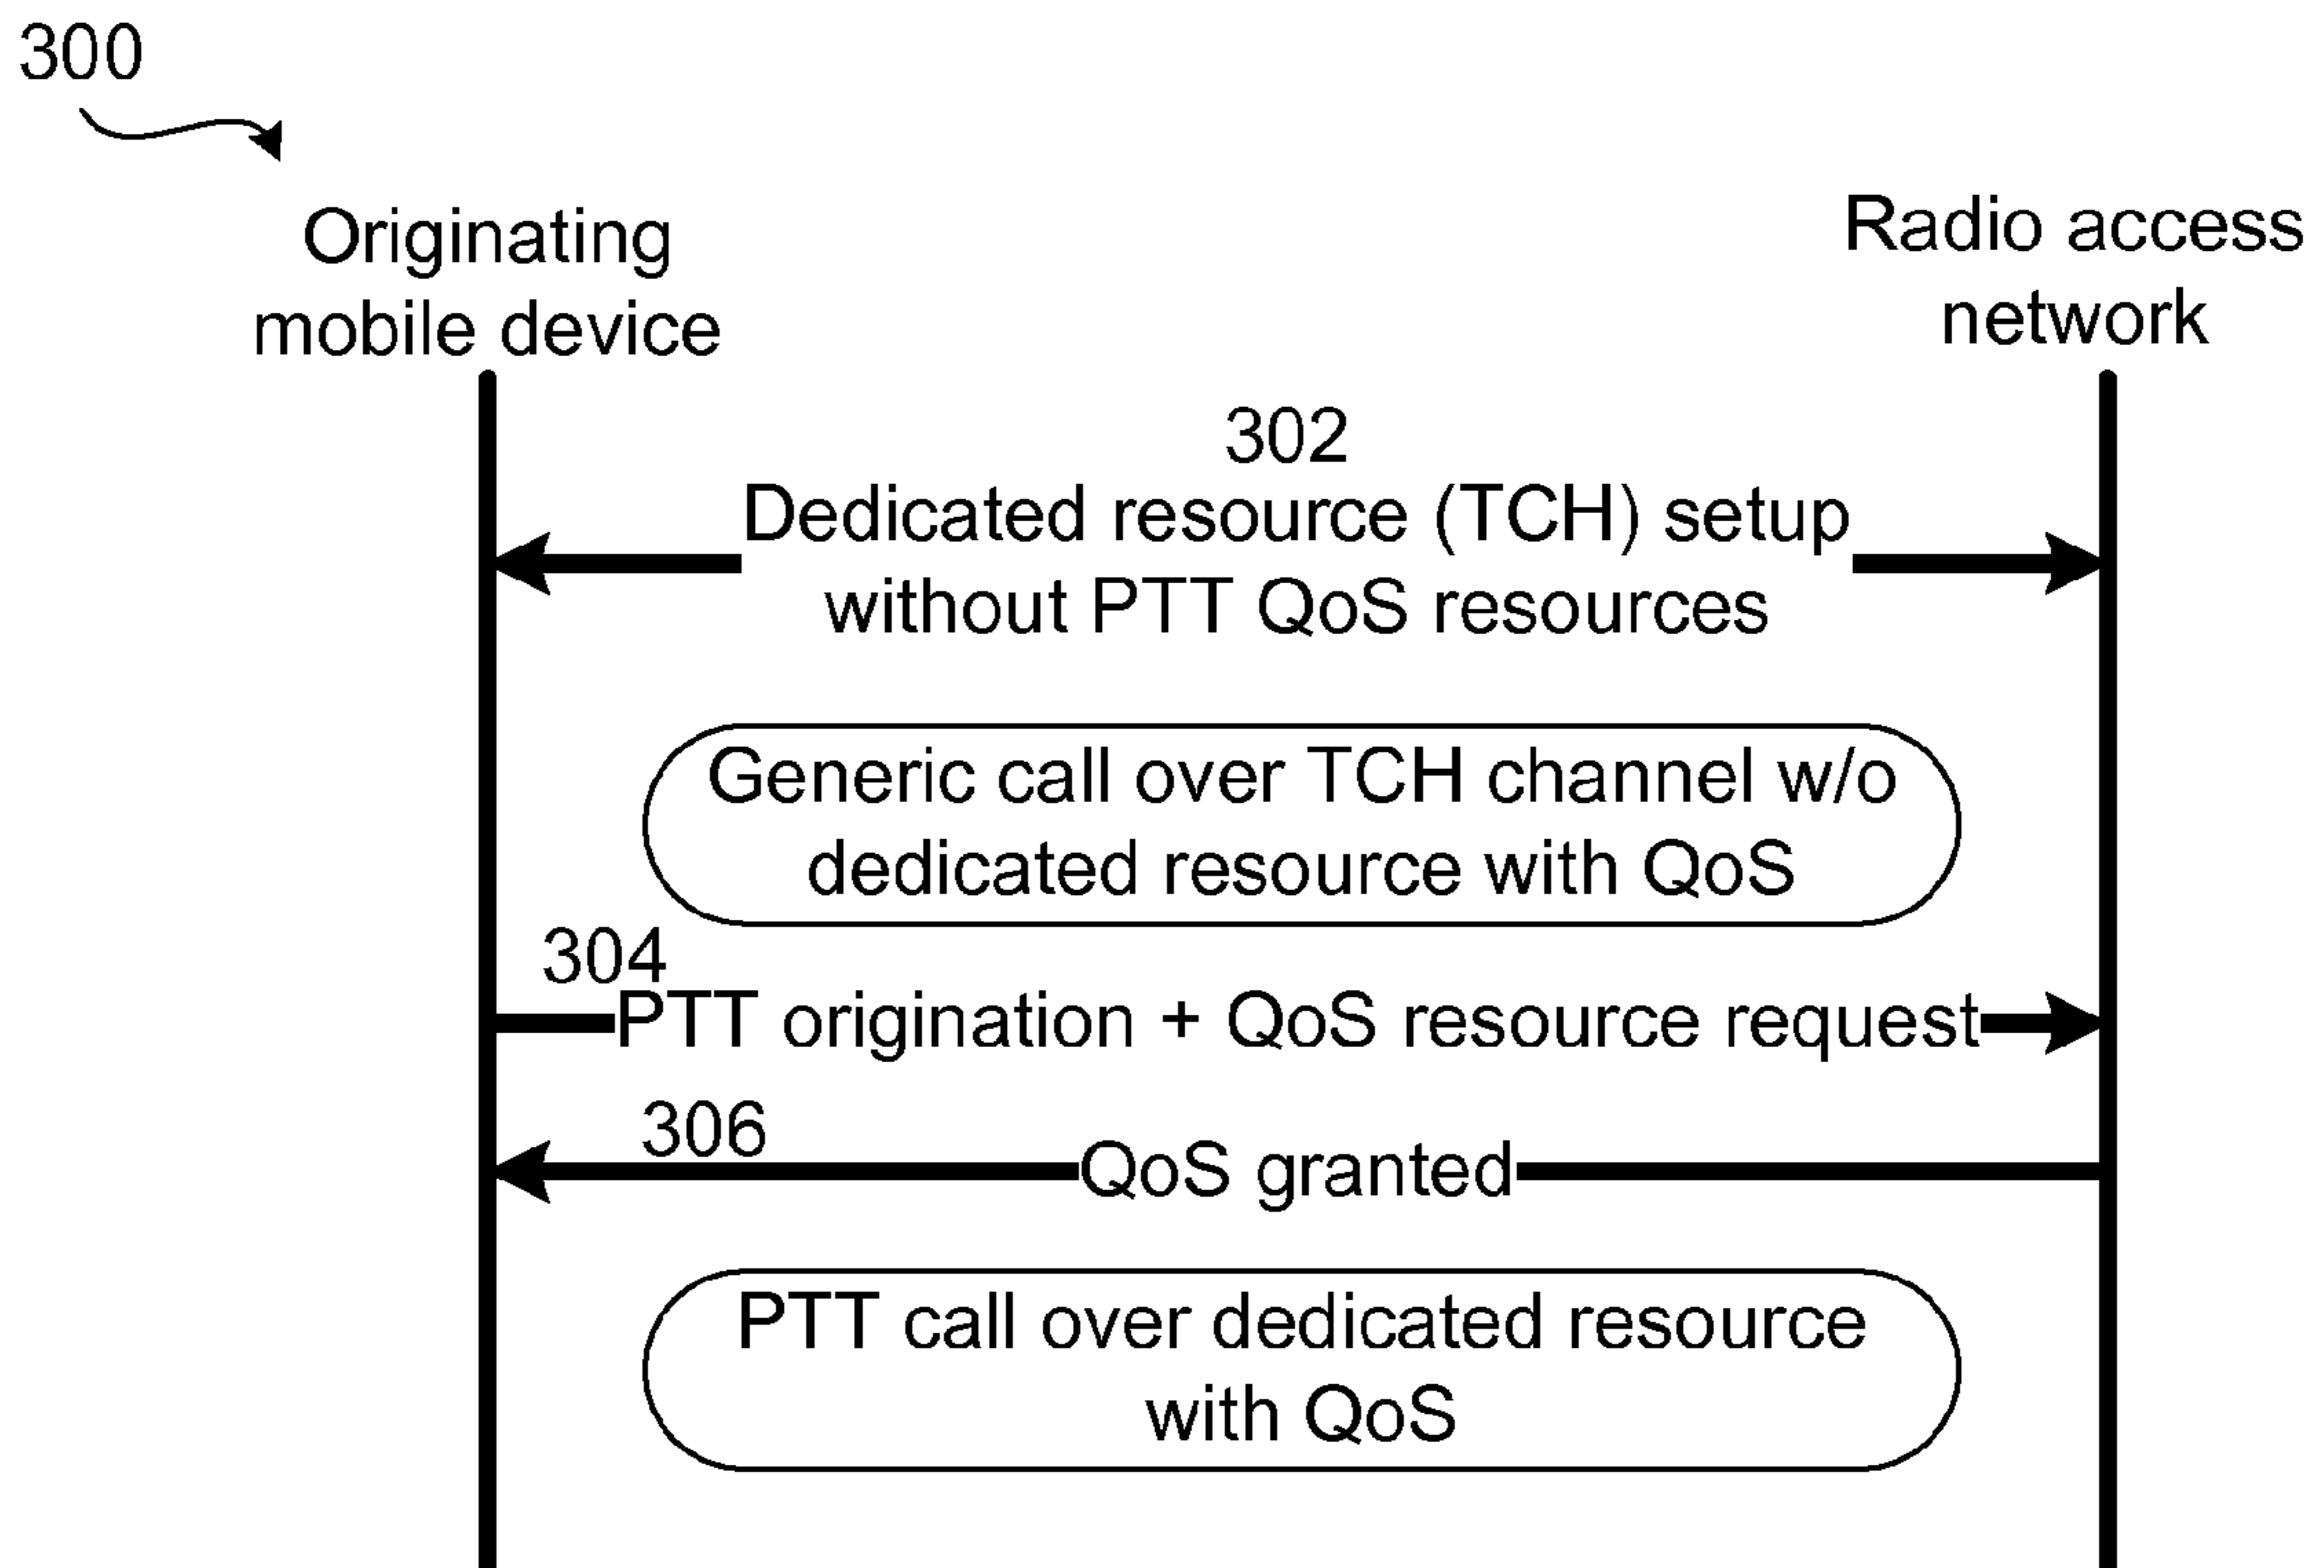 300
Originating
mobile device
Radio access
network
302
Dedicated resource (TCH) setup
without PTT QoS resources
Generic call over TCH channel w/o
dedicated resource with QoS
304
PTT origination + QoS resource request
306
QoS granted
PTT call over dedicated resource
with QoS